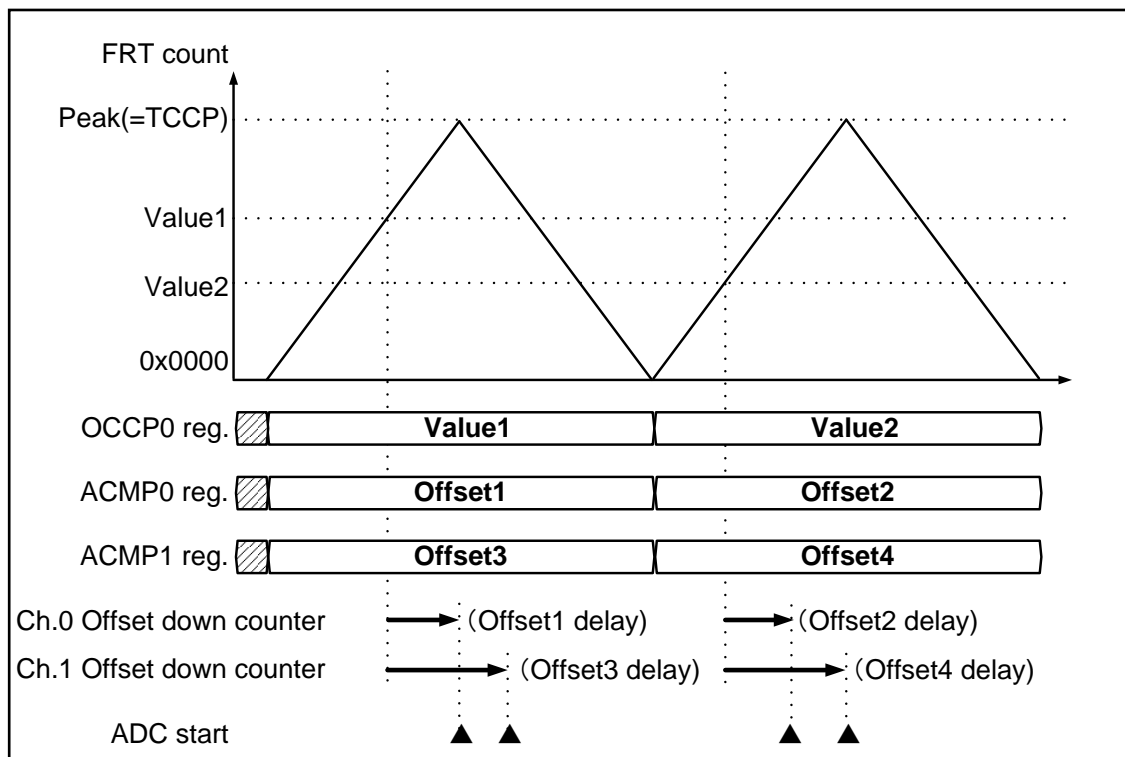 FRT count
Peak(=TCCP)
Value1
Value2
0x0000
OCCP0 reg. Value1 Value2
ACMP0 reg. Offset1 Offset2
ACMP1 reg. Offset3 Offset4
Ch.0 Offset down counter (Offset1 delay) (Offset2 delay)
Ch.1 Offset down counter (Offset3 delay) (Offset4 delay)
ADC start